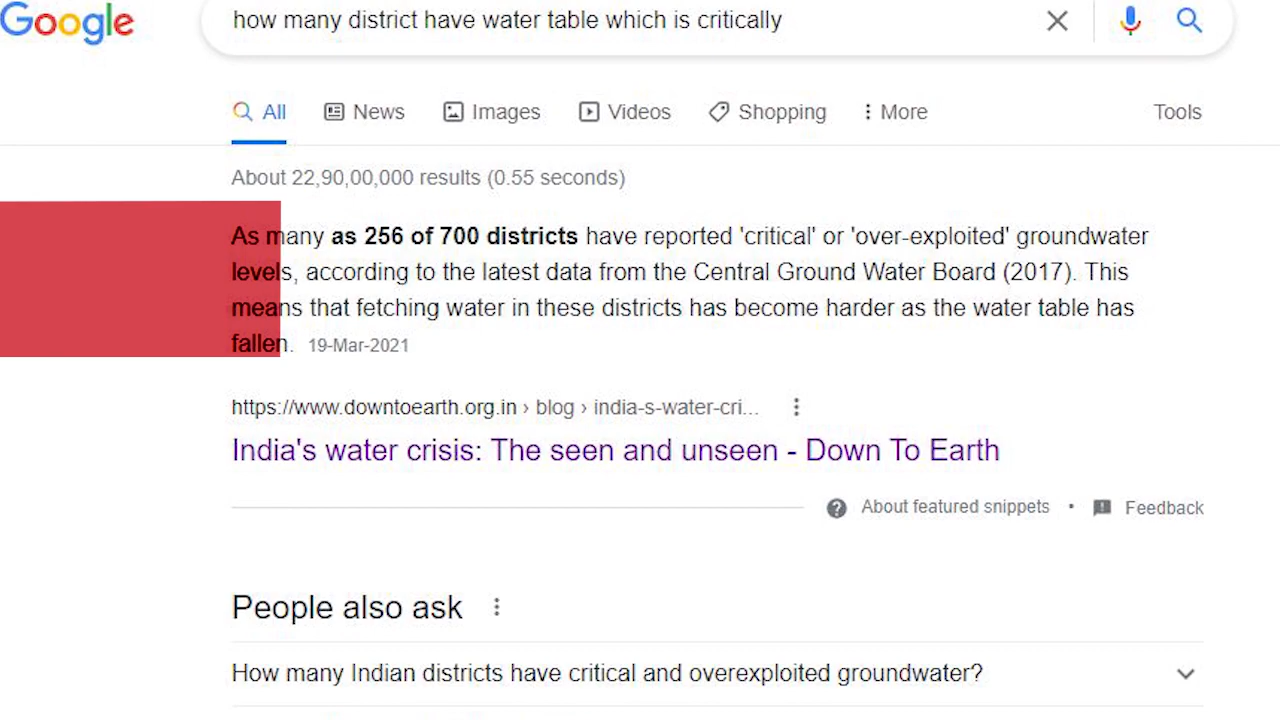 Google
how many district have water table which is critically
All News Images Videos Shopping More Tools
About 22,90,00,000 results (0.55 seconds)
As many as 256 of 700 districts have reported 'critical' or 'over-exploited' groundwater
levels, according to the latest data from the Central Ground Water Board (2017). This
means that fetching water in these districts has become harder as the water table has
fallen. 19-Mar-2021
https://www.downtoearth.org.in › blog › india-s-water-cri...
India's water crisis: The seen and unseen - Down To Earth
About featured snippets • Feedback
People also ask
How many Indian districts have critical and overexploited groundwater?